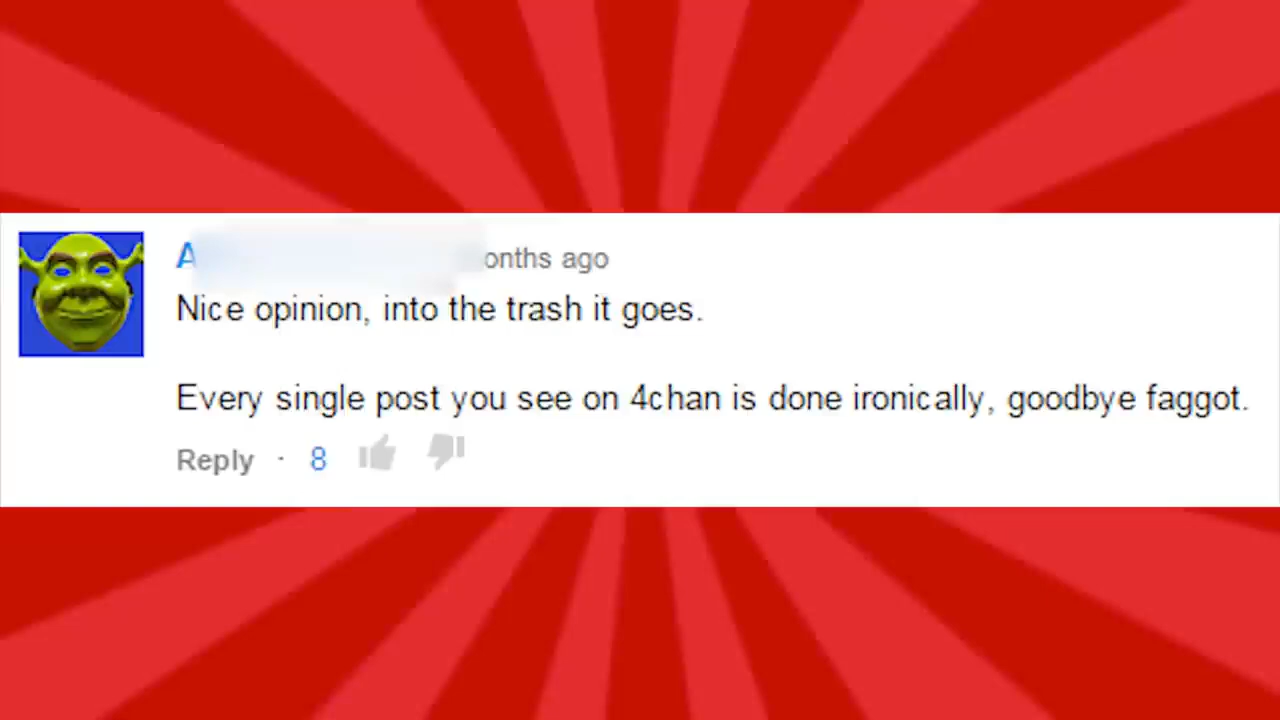 A onths ago
Nice opinion, into the trash it goes.
Every single post you see on 4chan is done ironically, goodbye faggot.
Reply · 8